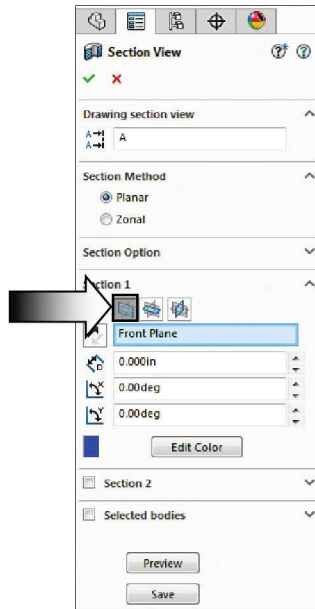 Section View
Drawing section view
A
Section Method
Planar
Zonal
Section Option
Section 1
Front Plane
0.000in
0.00deg
0.00deg
Edit Color
Section 2
Selected bodies
Preview
Save